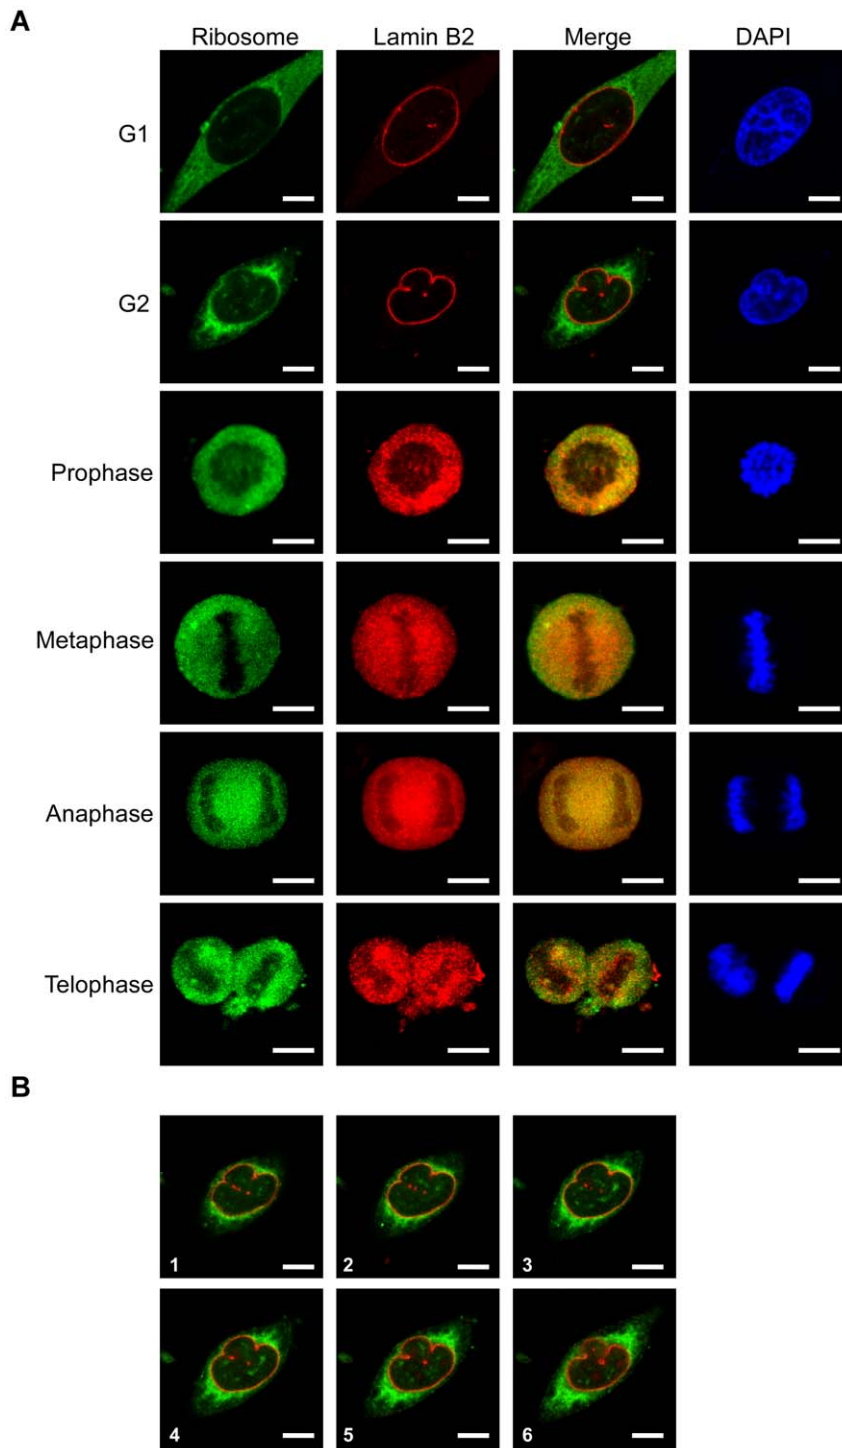 A
Ribosome Lamin B2 Merge DAPI
G1
G2
Prophase
Metaphase
Anaphase
Telophase
B
1 2 3
4 5 6